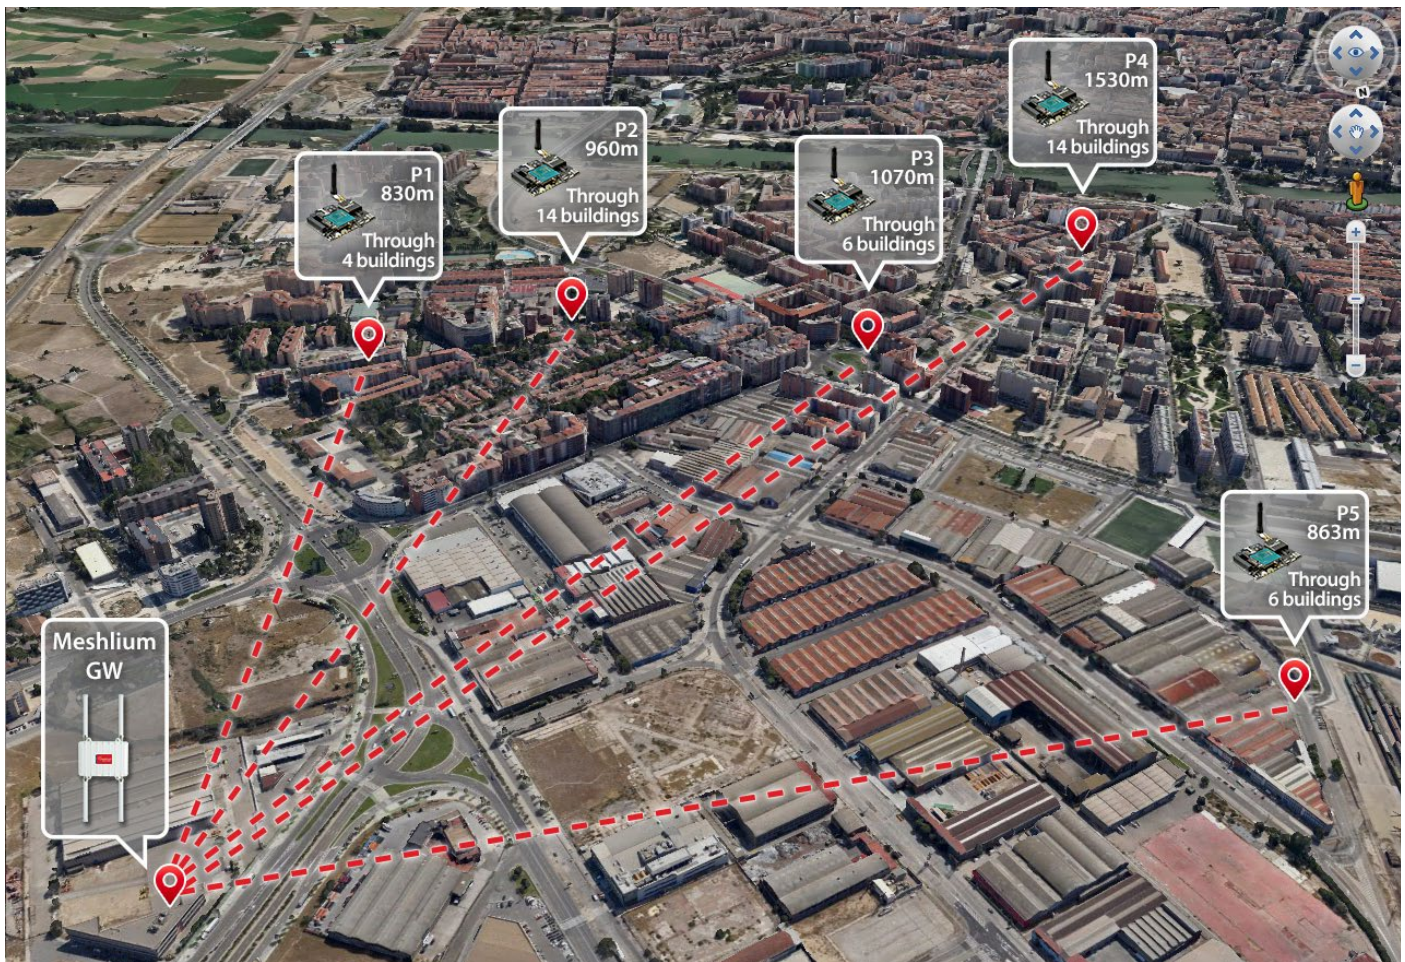 P4
1530m
Through
14 buildings
P2
960m
Through
14 buildings
P3
1070m
Through
6 buildings
P1
830m
Through
4 buildings
N
P5
863m
Through
6 buildings
Meshlium
GW